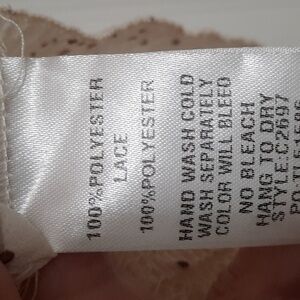 100%POLYESTER
LACE
100%POLYESTER
HAND WASH COLD
WASH SEPARATELY
COLOR WILL BLEED
NO BLEACH
HANG TO DRY
STYLE:C2697